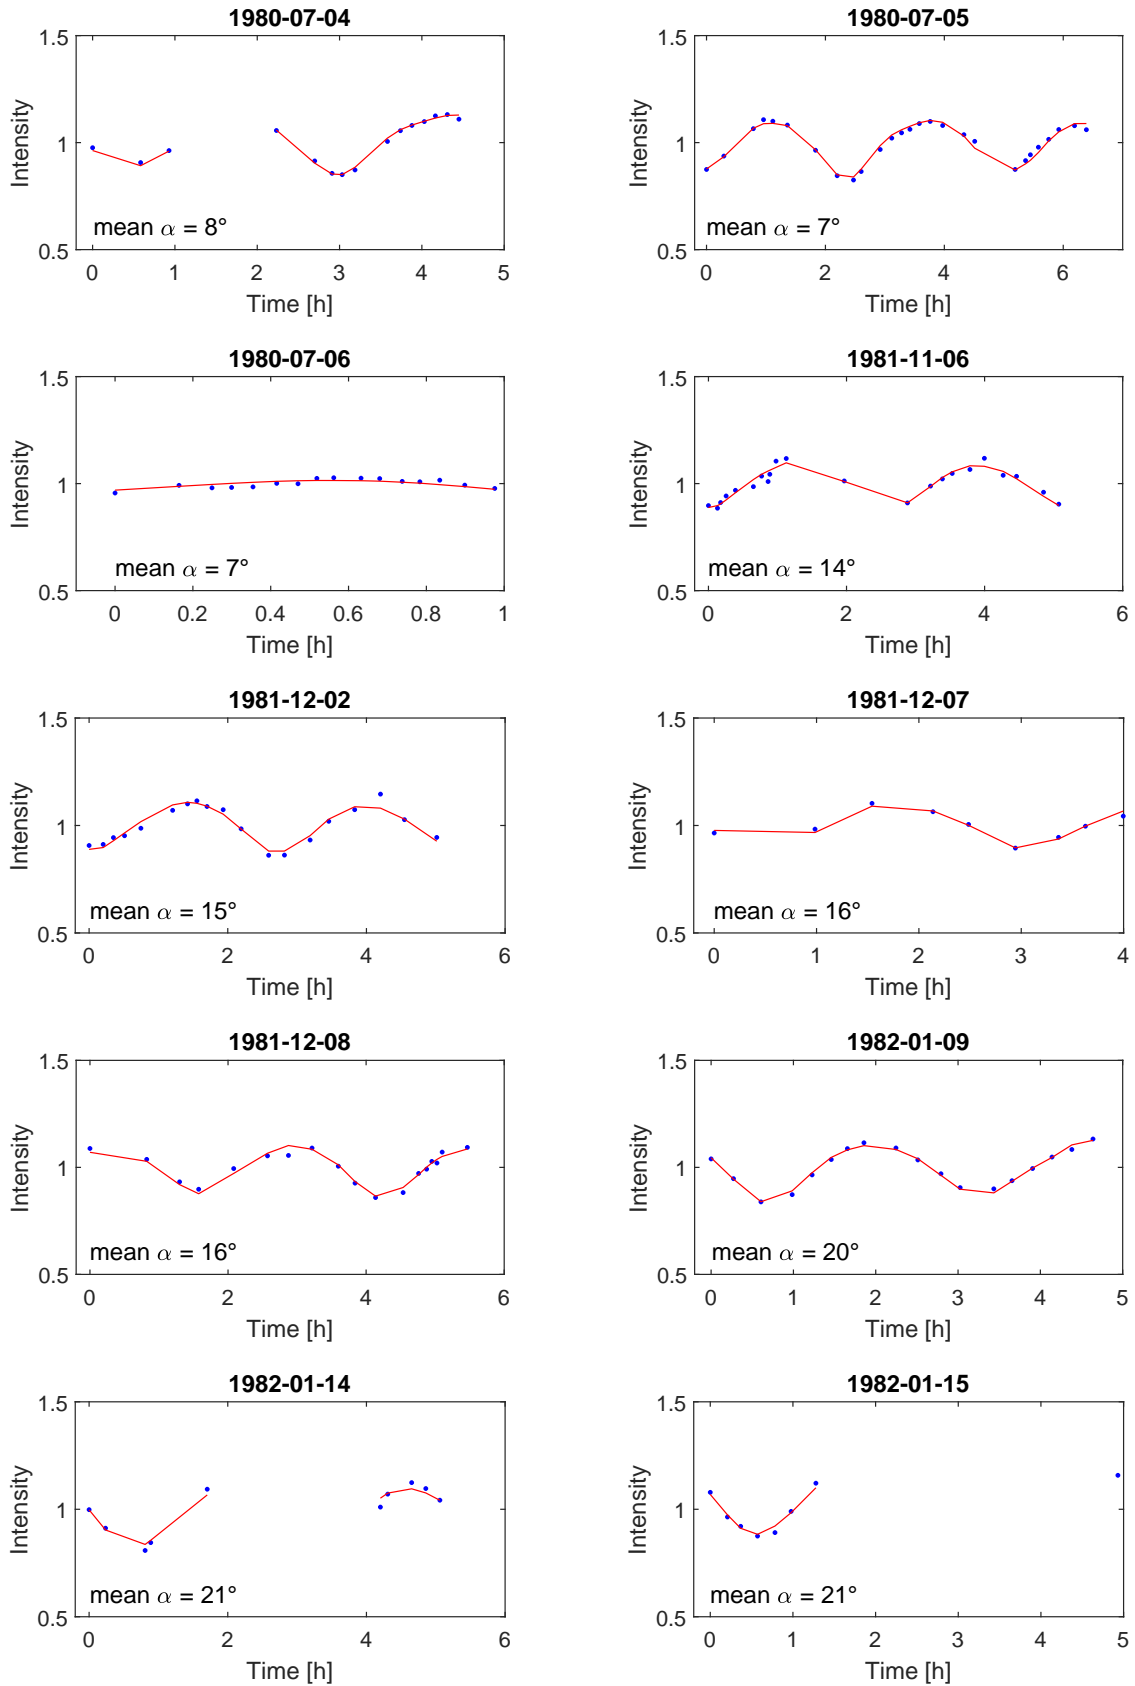 1980-07-04
1.5
1
0.5
Intensity
mean α = 8°
0 1 2 3 4 5
Time [h]
1980-07-05
1.5
1
0.5
Intensity
mean α = 7°
0 2 4 6
Time [h]
1980-07-06
1.5
1
0.5
Intensity
mean α = 7°
0 0.2 0.4 0.6 0.8 1
Time [h]
1981-11-06
1.5
1
0.5
Intensity
mean α = 14°
0 2 4 6
Time [h]
1981-12-02
1.5
1
0.5
Intensity
mean α = 15°
0 2 4 6
Time [h]
1981-12-07
1.5
1
0.5
Intensity
mean α = 16°
0 1 2 3 4
Time [h]
1981-12-08
1.5
1
0.5
Intensity
mean α = 16°
0 2 4 6
Time [h]
1982-01-09
1.5
1
0.5
Intensity
mean α = 20°
0 1 2 3 4 5
Time [h]
1982-01-14
1.5
1
0.5
Intensity
mean α = 21°
0 2 4 6
Time [h]
1982-01-15
1.5
1
0.5
Intensity
mean α = 21°
0 1 2 3 4 5
Time [h]